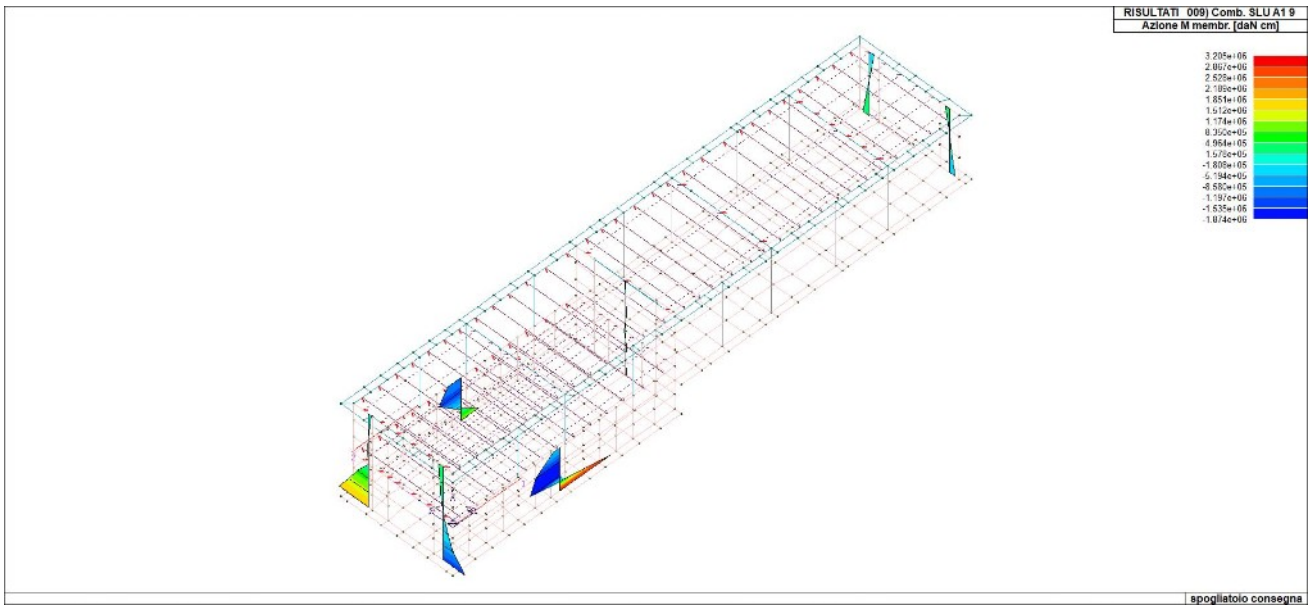 RISULTATI 009) Comb. SLU A1 9
Azione M membr. [daN cm]
3.205e+06
2.867e+06
2.528e+06
2.189e+06
1.851e+06
1.512e+06
1.174e+06
8.350e+05
4.964e+05
1.578e+05
-1.808e+05
-5.194e+05
-8.580e+05
-1.197e+06
-1.535e+06
-1.874e+06
spogliatoio consegna